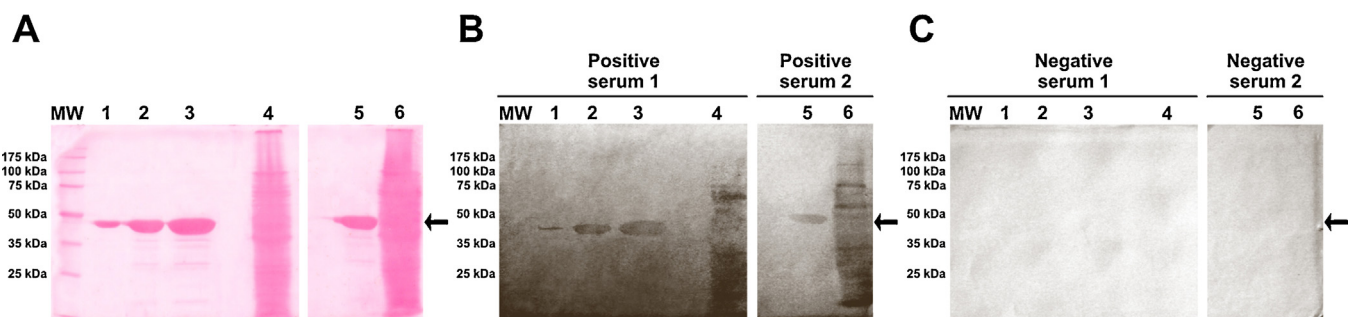 A
MW 1 2 3 4 5 6
175 kDa
100 kDa
75 kDa
50 kDa
35 kDa
25 kDa
B
Positive
serum 1
Positive
serum 2
MW 1 2 3 4 5 6
175 kDa
100 kDa
75 kDa
50 kDa
35 kDa
25 kDa
C
Negative
serum 1
Negative
serum 2
MW 1 2 3 4 5 6
175 kDa
100 kDa
75 kDa
50 kDa
35 kDa
25 kDa